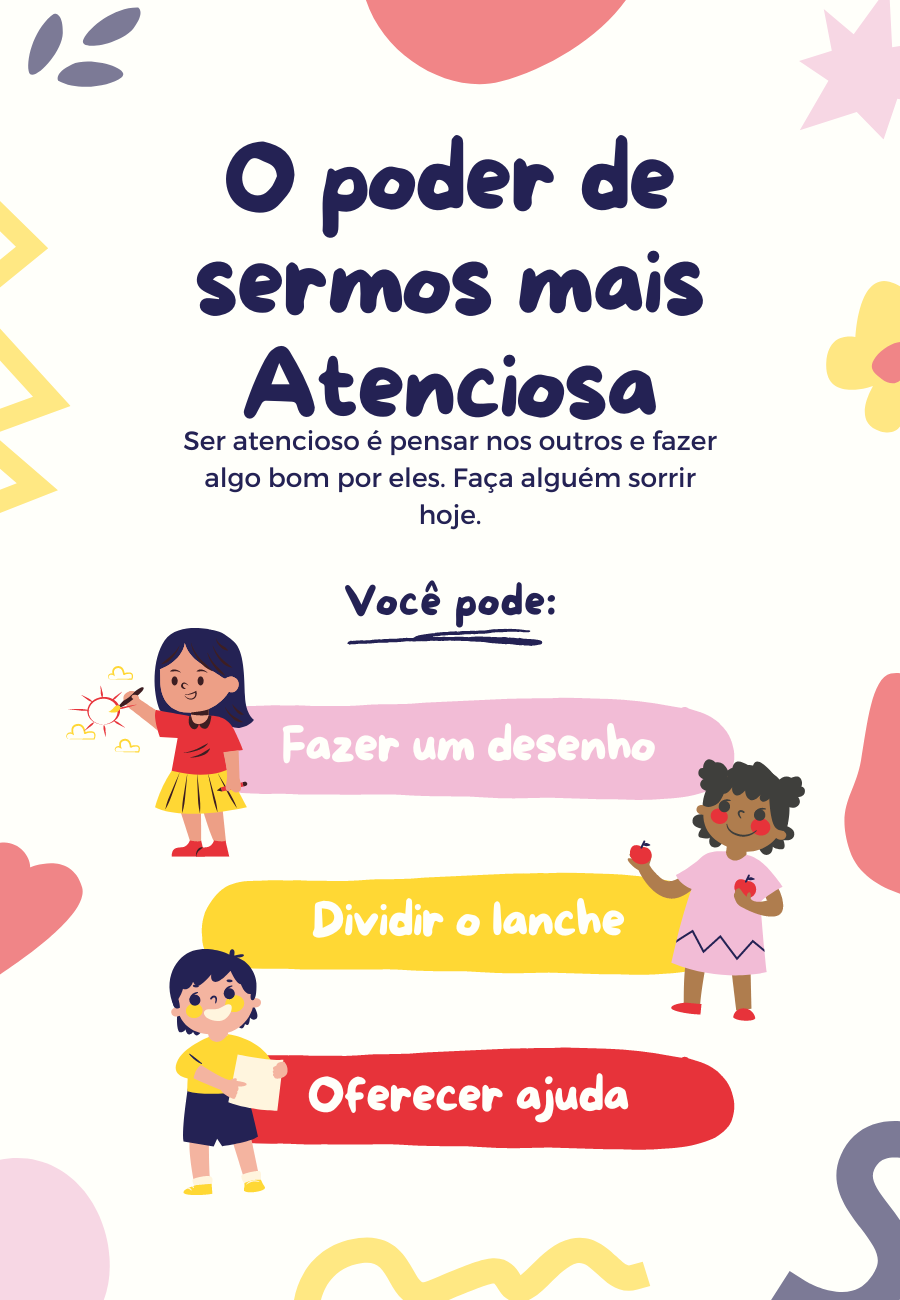 O poder de
sermos mais
Atenciosa
Ser atencioso é pensar nos outros e fazer
algo bom por eles. Faça alguém sorrir
hoje.
Você pode:
Fazer um desenho
Dividir o lanche
Oferecer ajuda